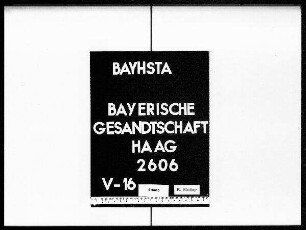 BAYHSTA
BAYERISCHE
GESANDTSCHAFT
HAAG
2606
V-16